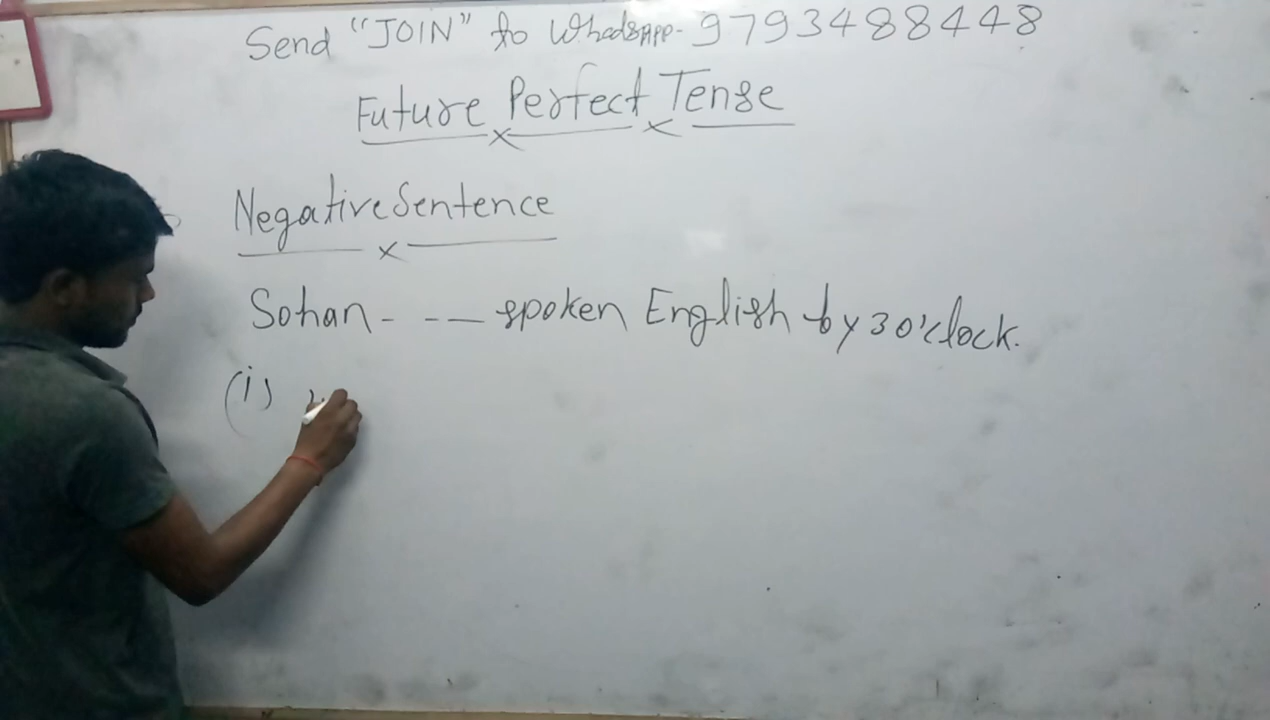 Send "JOIN" to WhatsApp-9793488448
Future Perfect Tense
Negative Sentence
Sohan - - — spoken English by 3 o'clock.
(i)